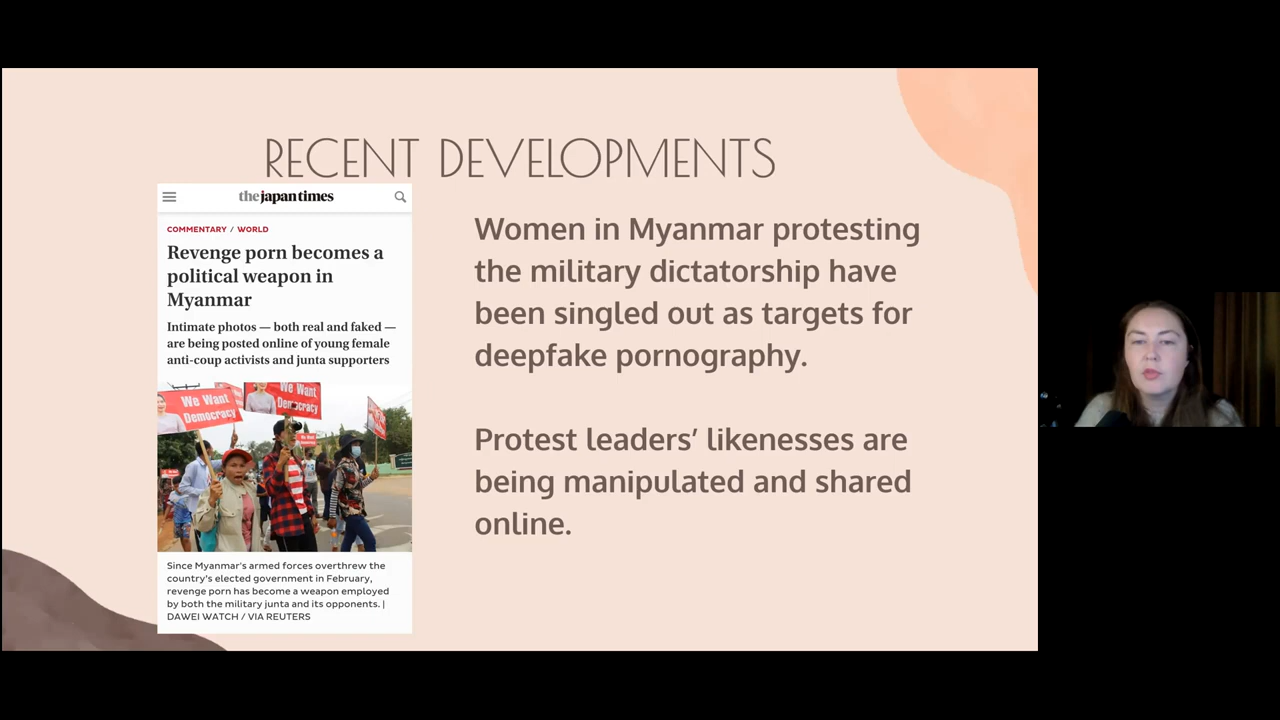 RECENT DEVELOPMENTS
the japan times
COMMENTARY / WORLD
Revenge porn becomes a
political weapon in
Myanmar
Intimate photos — both real and faked —
are being posted online of young female
anti-coup activists and junta supporters
We Want
Democracy
We Want
Democracy
Since Myanmar's armed forces overthrew the
country's elected government in February,
revenge porn has become a weapon employed
by both the military junta and its opponents. |
DAWEI WATCH / VIA REUTERS
Women in Myanmar protesting
the military dictatorship have
been singled out as targets for
deepfake pornography.
Protest leaders’ likenesses are
being manipulated and shared
online.